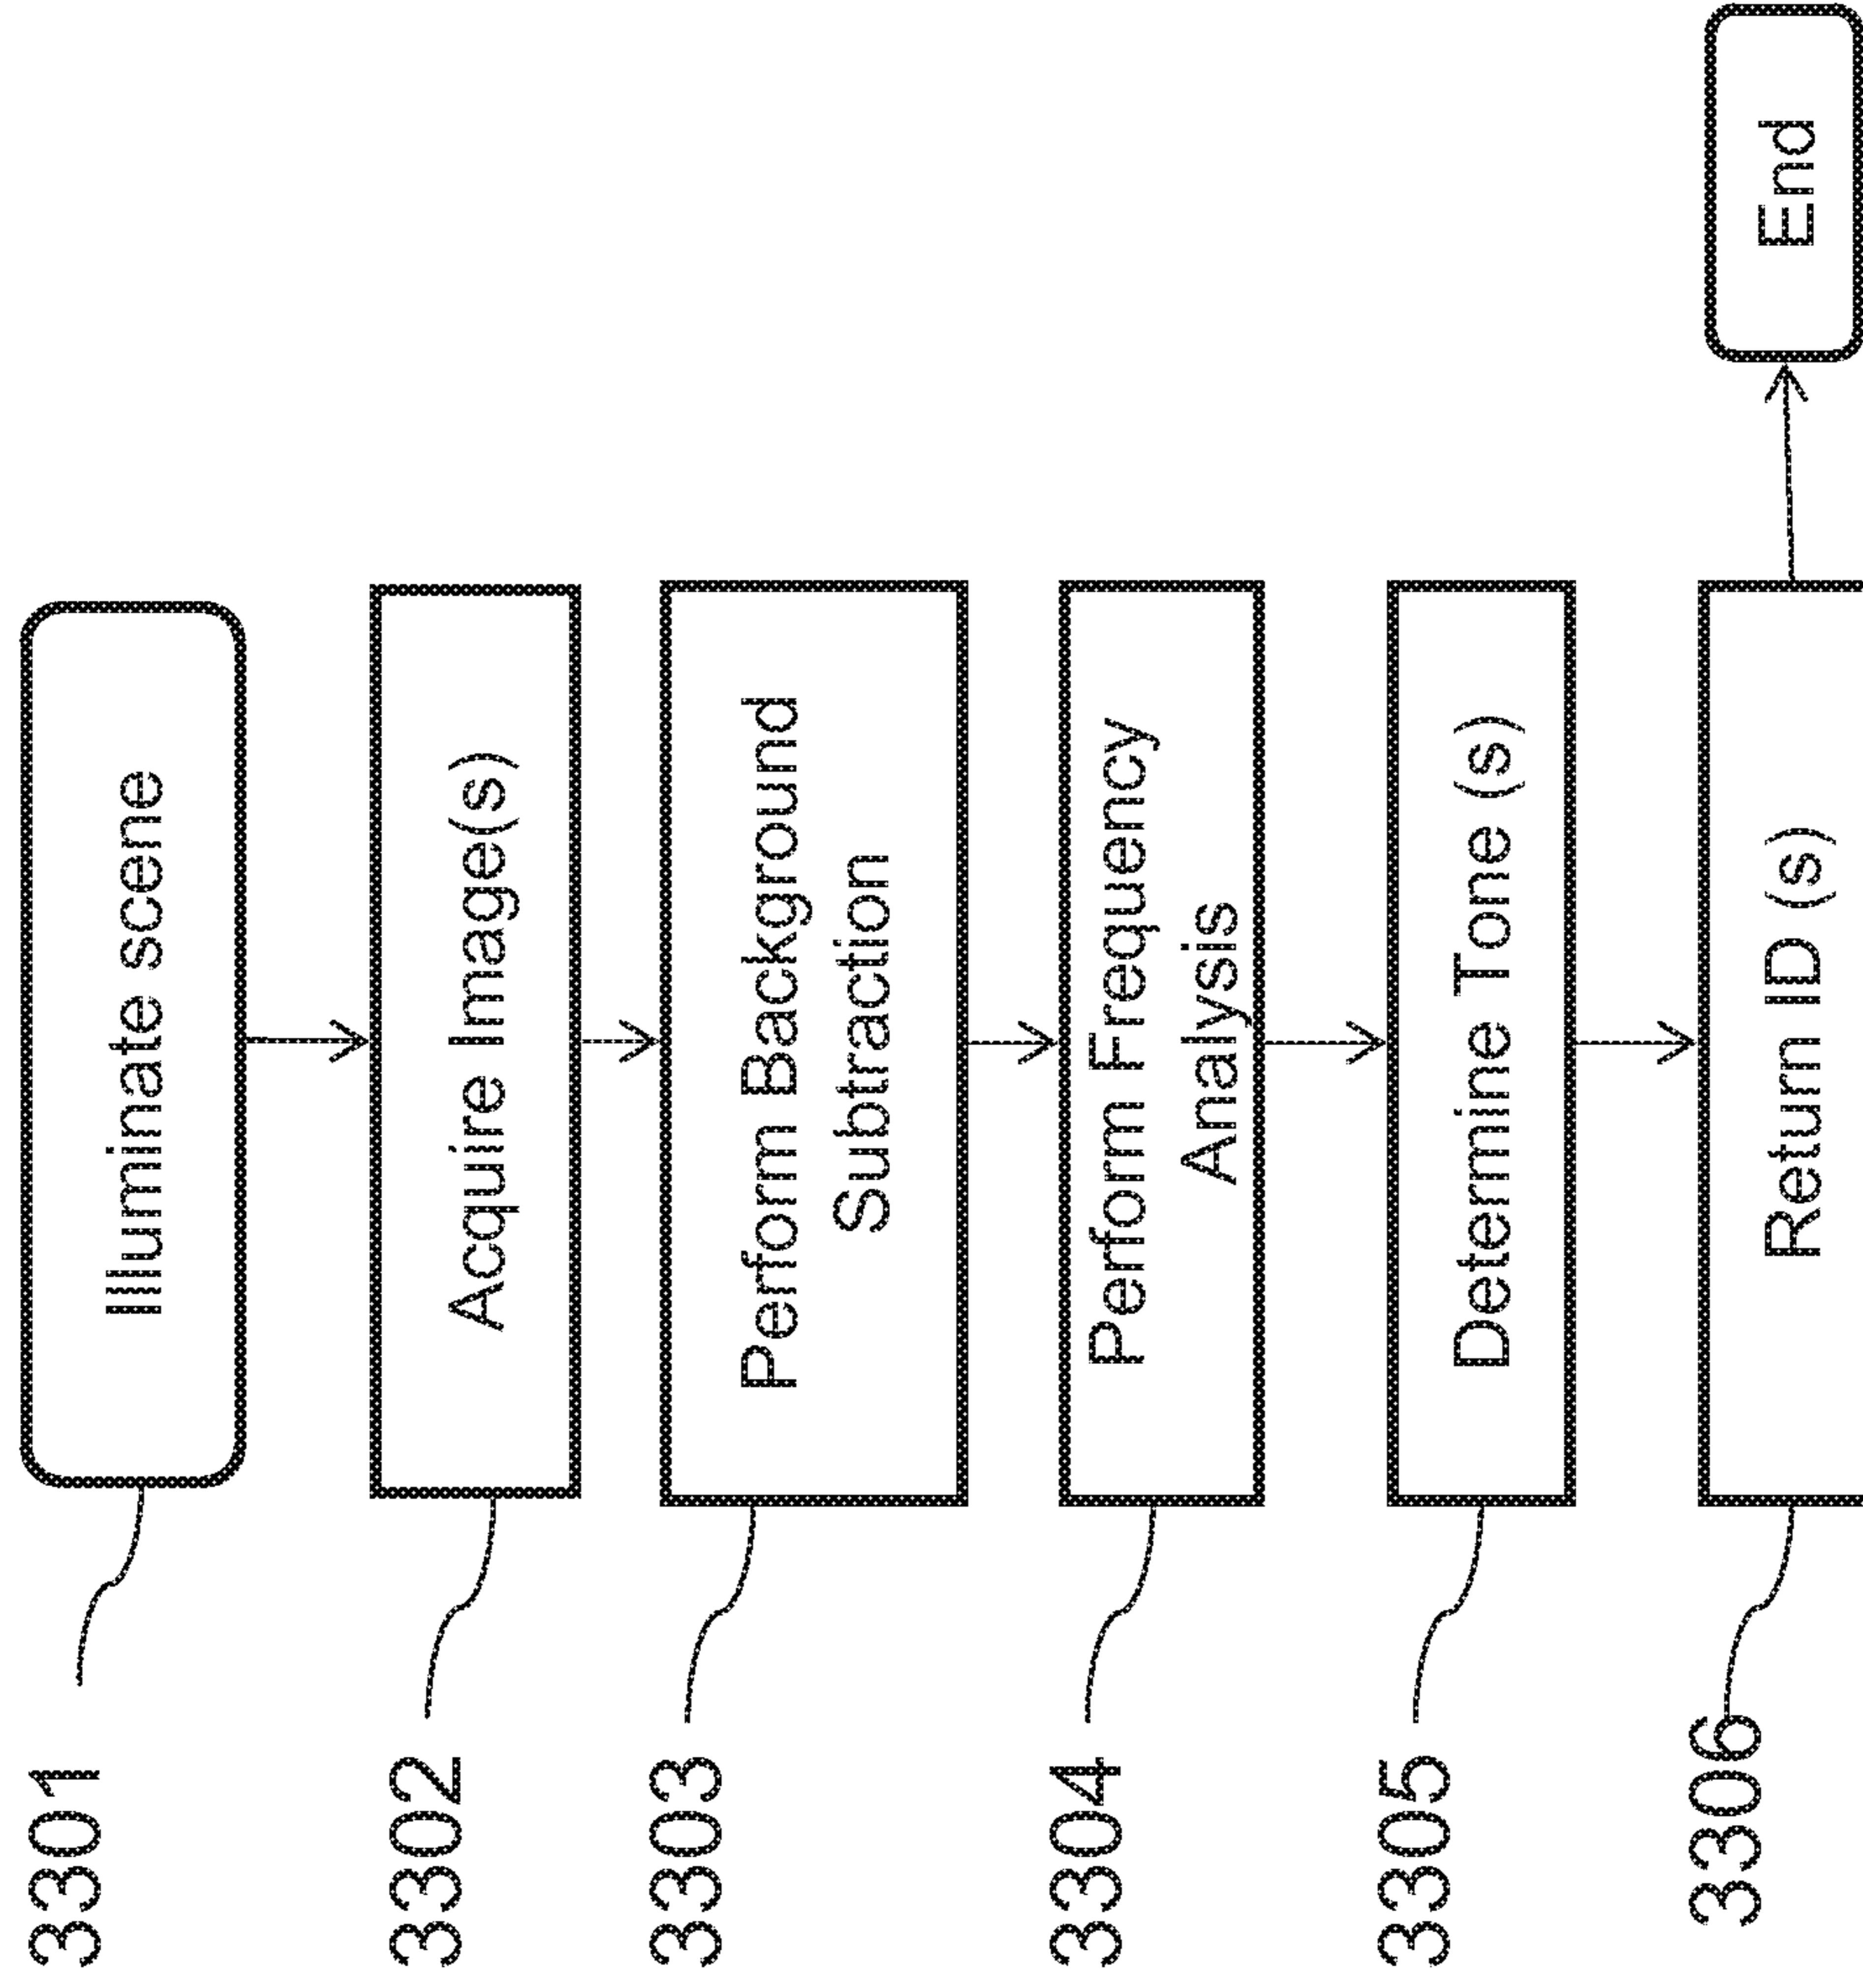 3301
Illuminate scene
3302
Acquire Image(s)
3303
Perform Background
Subtraction
3304
Perform Frequency
Analysis
3305
Determine Tone (s)
3306
Return ID (s)
End